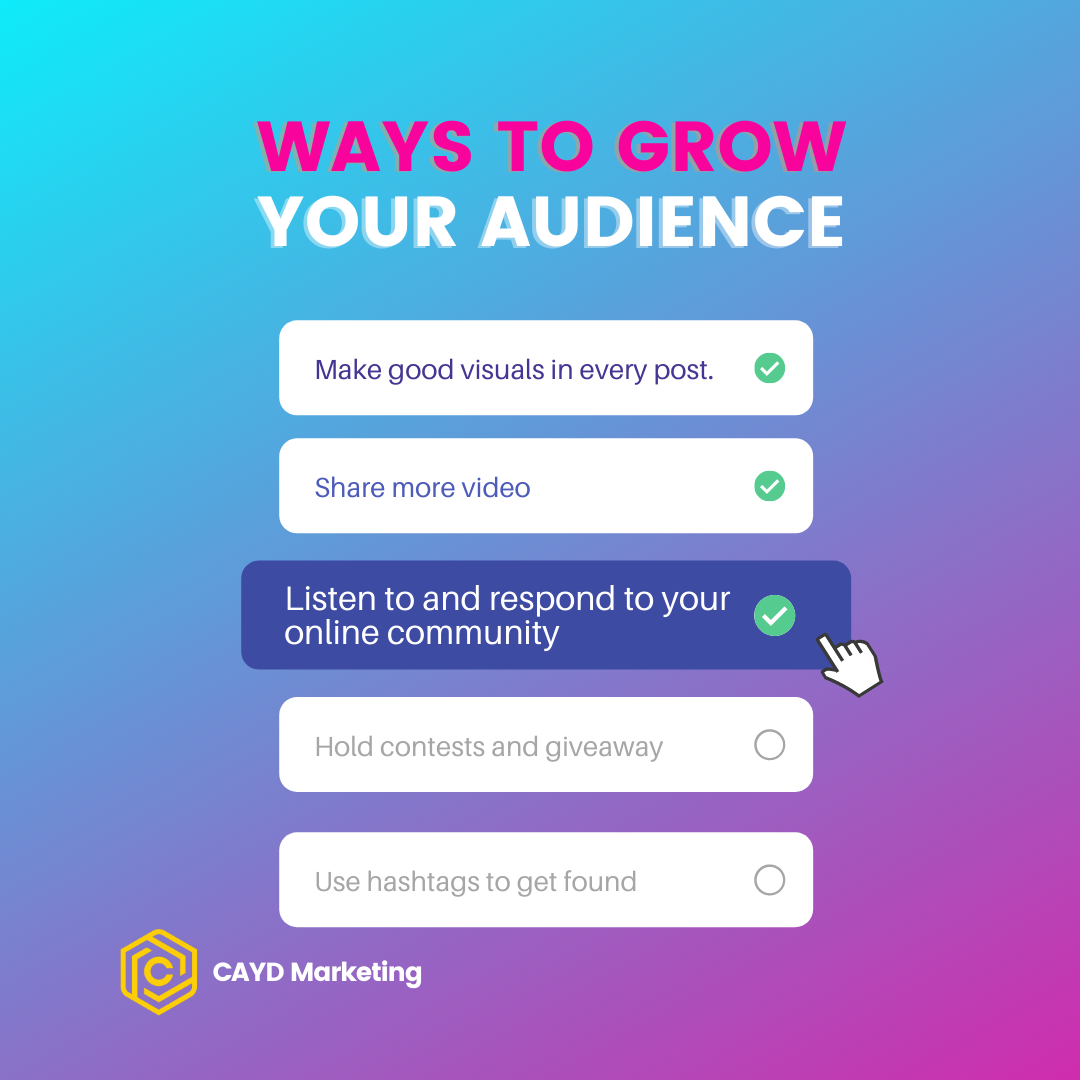 WAYS TO GROW
YOUR AUDIENCE
Make good visuals in every post.
Share more video
Listen to and respond to your
online community
Hold contests and giveaway
Use hashtags to get found
C
CAYD Marketing